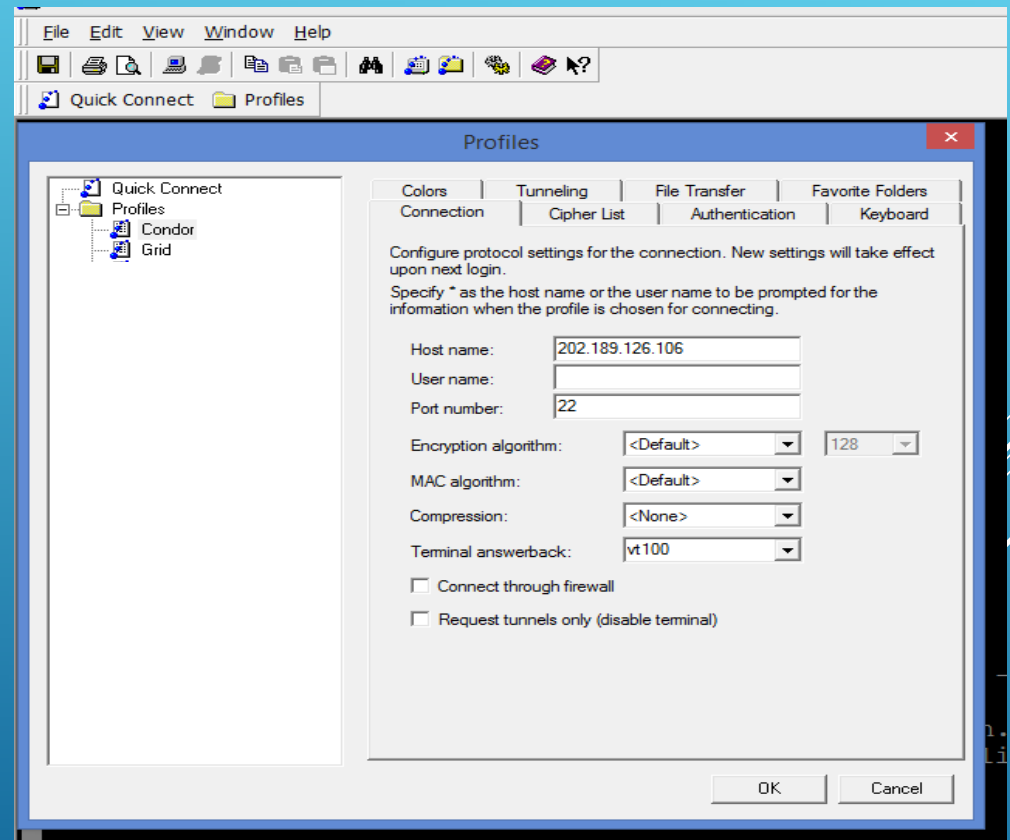 File Edit View Window Help
Quick Connect Profiles
Profiles
Quick Connect
Profiles
Condor
Grid
Colors Tunneling File Transfer Favorite Folders
Connection Cipher List Authentication Keyboard
Configure protocol settings for the connection. New settings will take effect
upon next login.
Specify * as the host name or the user name to be prompted for the
information when the profile is chosen for connecting.
Host name: 202.189.126.106
User name:
Port number: 22
Encryption algorithm: <Default> 128
MAC algorithm: <Default>
Compression: <None>
Terminal answerback: vt100
Connect through firewall
Request tunnels only (disable terminal)
OK Cancel